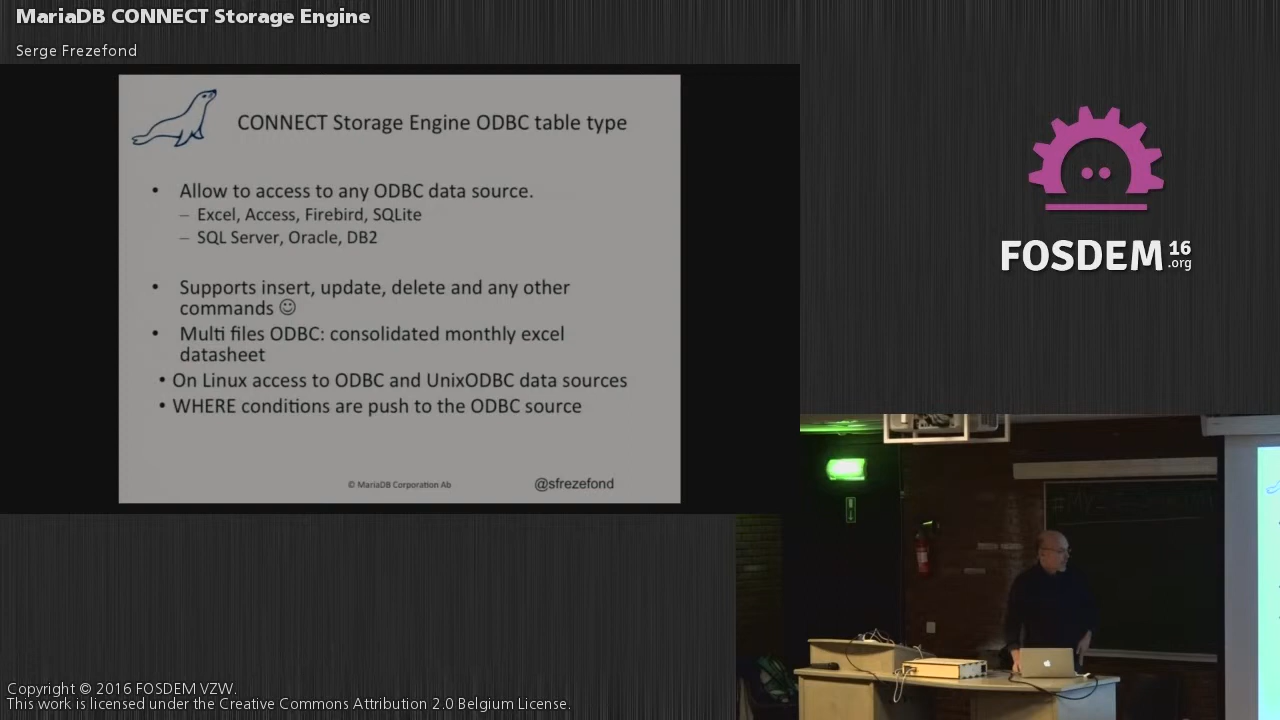 MariaDB CONNECT Storage Engine
Serge Frezefond
CONNECT Storage Engine ODBC table type
• Allow to access to any ODBC data source.
– Excel, Access, Firebird, SQLite
– SQL Server, Oracle, DB2
• Supports insert, update, delete and any other
commands ☺
• Multi files ODBC: consolidated monthly excel
datasheet
• On Linux access to ODBC and UnixODBC data sources
• WHERE conditions are push to the ODBC source
© MariaDB Corporation Ab
@sfrezefond
FOSDEM 16
.org
Copyright © 2016 FOSDEM VZW.
This work is licensed under the Creative Commons Attribution 2.0 Belgium License.